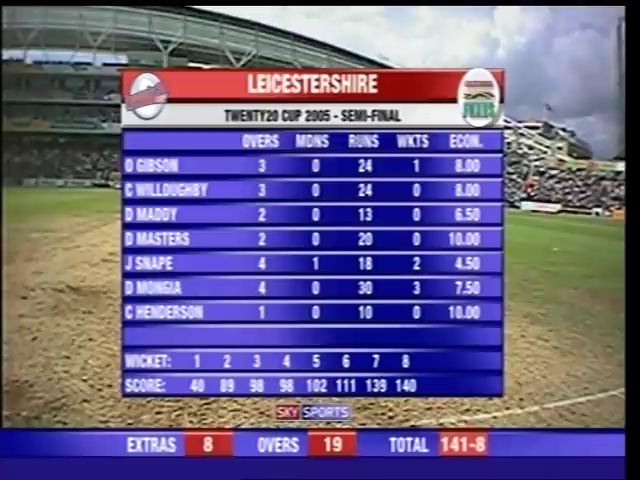 LEICESTERSHIRE
TWENTY20 CUP 2005 - SEMI-FINAL
OVERS MDNS RUNS WKTS ECON.
O GIBSON 3 0 24 1 8.00
C WILLOUGHBY 3 0 24 0 8.00
D MADDY 2 0 13 0 6.50
D MASTERS 2 0 20 0 10.00
J SNAPE 4 1 18 2 4.50
D MONGIA 4 0 30 3 7.50
C HENDERSON 1 0 10 0 10.00
WICKET: 1 2 3 4 5 6 7 8
SCORE: 40 89 98 98 102 111 139 140
SKY SPORTS
EXTRAS 8 OVERS 19 TOTAL 141-8